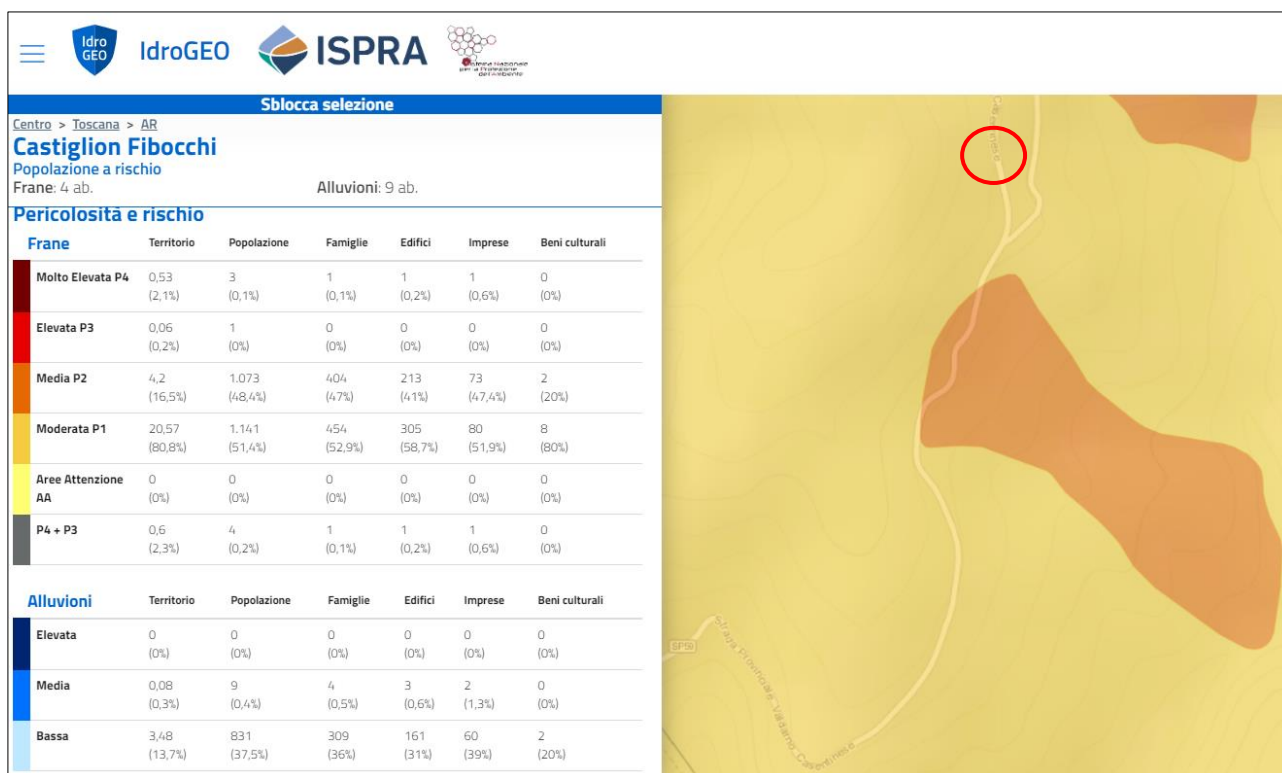 Idro
GEO
IdroGEO
ISPRA
Sistema Nazionale
per la Protezione
dell'Ambiente
Sblocca selezione
Centro > Toscana > AR
Castiglion Fibocchi
Popolazione a rischio
Frane: 4 ab. Alluvioni: 9 ab.
Pericolosità e rischio
Frane Territorio Popolazione Famiglie Edifici Imprese Beni culturali
Molto Elevata P4 0,53 3 1 1 1 0
(2,1%) (0,1%) (0,1%) (0,2%) (0,6%) (0%)
Elevata P3 0,06 1 0 0 0 0
(0,2%) (0%) (0%) (0%) (0%) (0%)
Media P2 4,2 1.073 404 213 73 2
(16,5%) (48,4%) (47%) (41%) (47,4%) (20%)
Moderata P1 20,57 1.141 454 305 80 8
(80,8%) (51,4%) (52,9%) (58,7%) (51,9%) (80%)
Aree Attenzione 0 0 0 0 0 0
AA (0%) (0%) (0%) (0%) (0%) (0%)
P4 + P3 0,6 4 1 1 1 0
(2,3%) (0,2%) (0,1%) (0,2%) (0,6%) (0%)
Alluvioni Territorio Popolazione Famiglie Edifici Imprese Beni culturali
Elevata 0 0 0 0 0 0
(0%) (0%) (0%) (0%) (0%) (0%)
Media 0,08 9 4 3 2 0
(0,3%) (0,4%) (0,5%) (0,6%) (1,3%) (0%)
Bassa 3,48 831 309 161 60 2
(13,7%) (37,5%) (36%) (31%) (39%) (20%)
SP59
Strada Provinciale Valdarno Casentinese